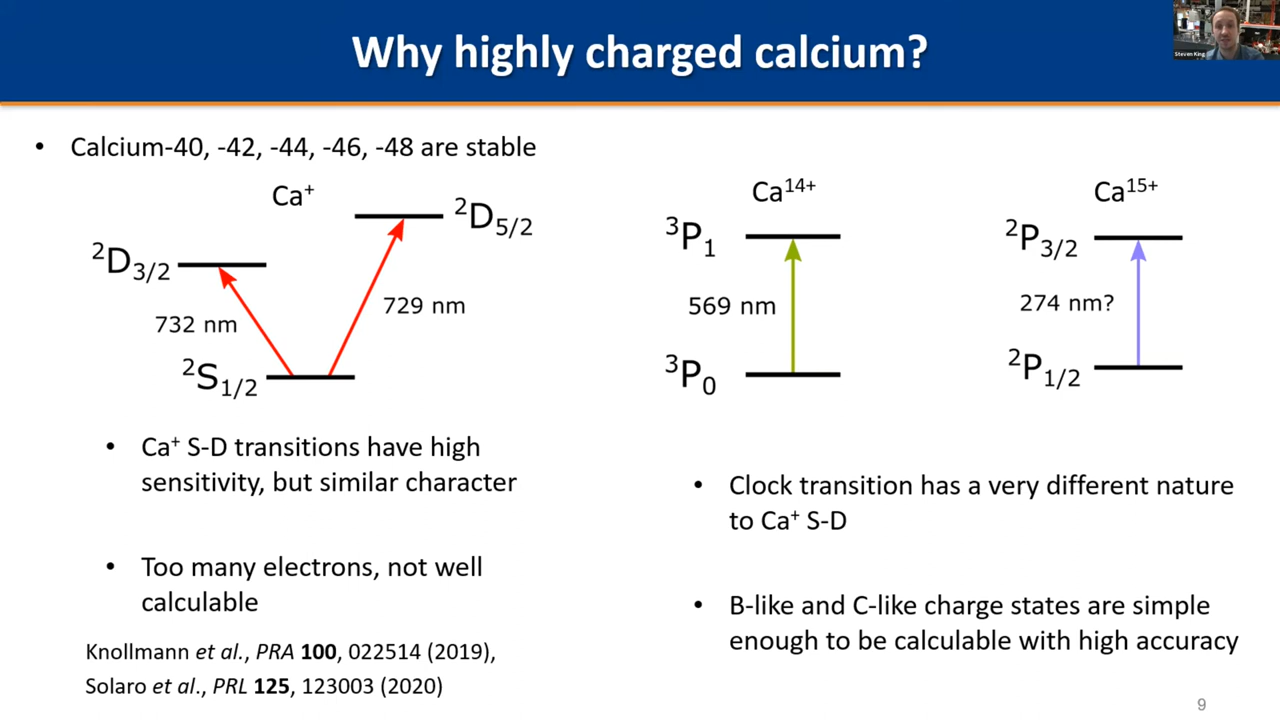 Why highly charged calcium?
Steven King
• Calcium-40, -42, -44, -46, -48 are stable
Ca⁺
²D₃/₂
²D₅/₂
732 nm
729 nm
²S₁/₂
Ca¹⁴⁺
³P₁
569 nm
³P₀
Ca¹⁵⁺
²P₃/₂
274 nm?
²P₁/₂
• Ca⁺ S-D transitions have high
sensitivity, but similar character
• Too many electrons, not well
calculable
Knollmann et al., PRA 100, 022514 (2019),
Solaro et al., PRL 125, 123003 (2020)
• Clock transition has a very different nature
to Ca⁺ S-D
• B-like and C-like charge states are simple
enough to be calculable with high accuracy
9